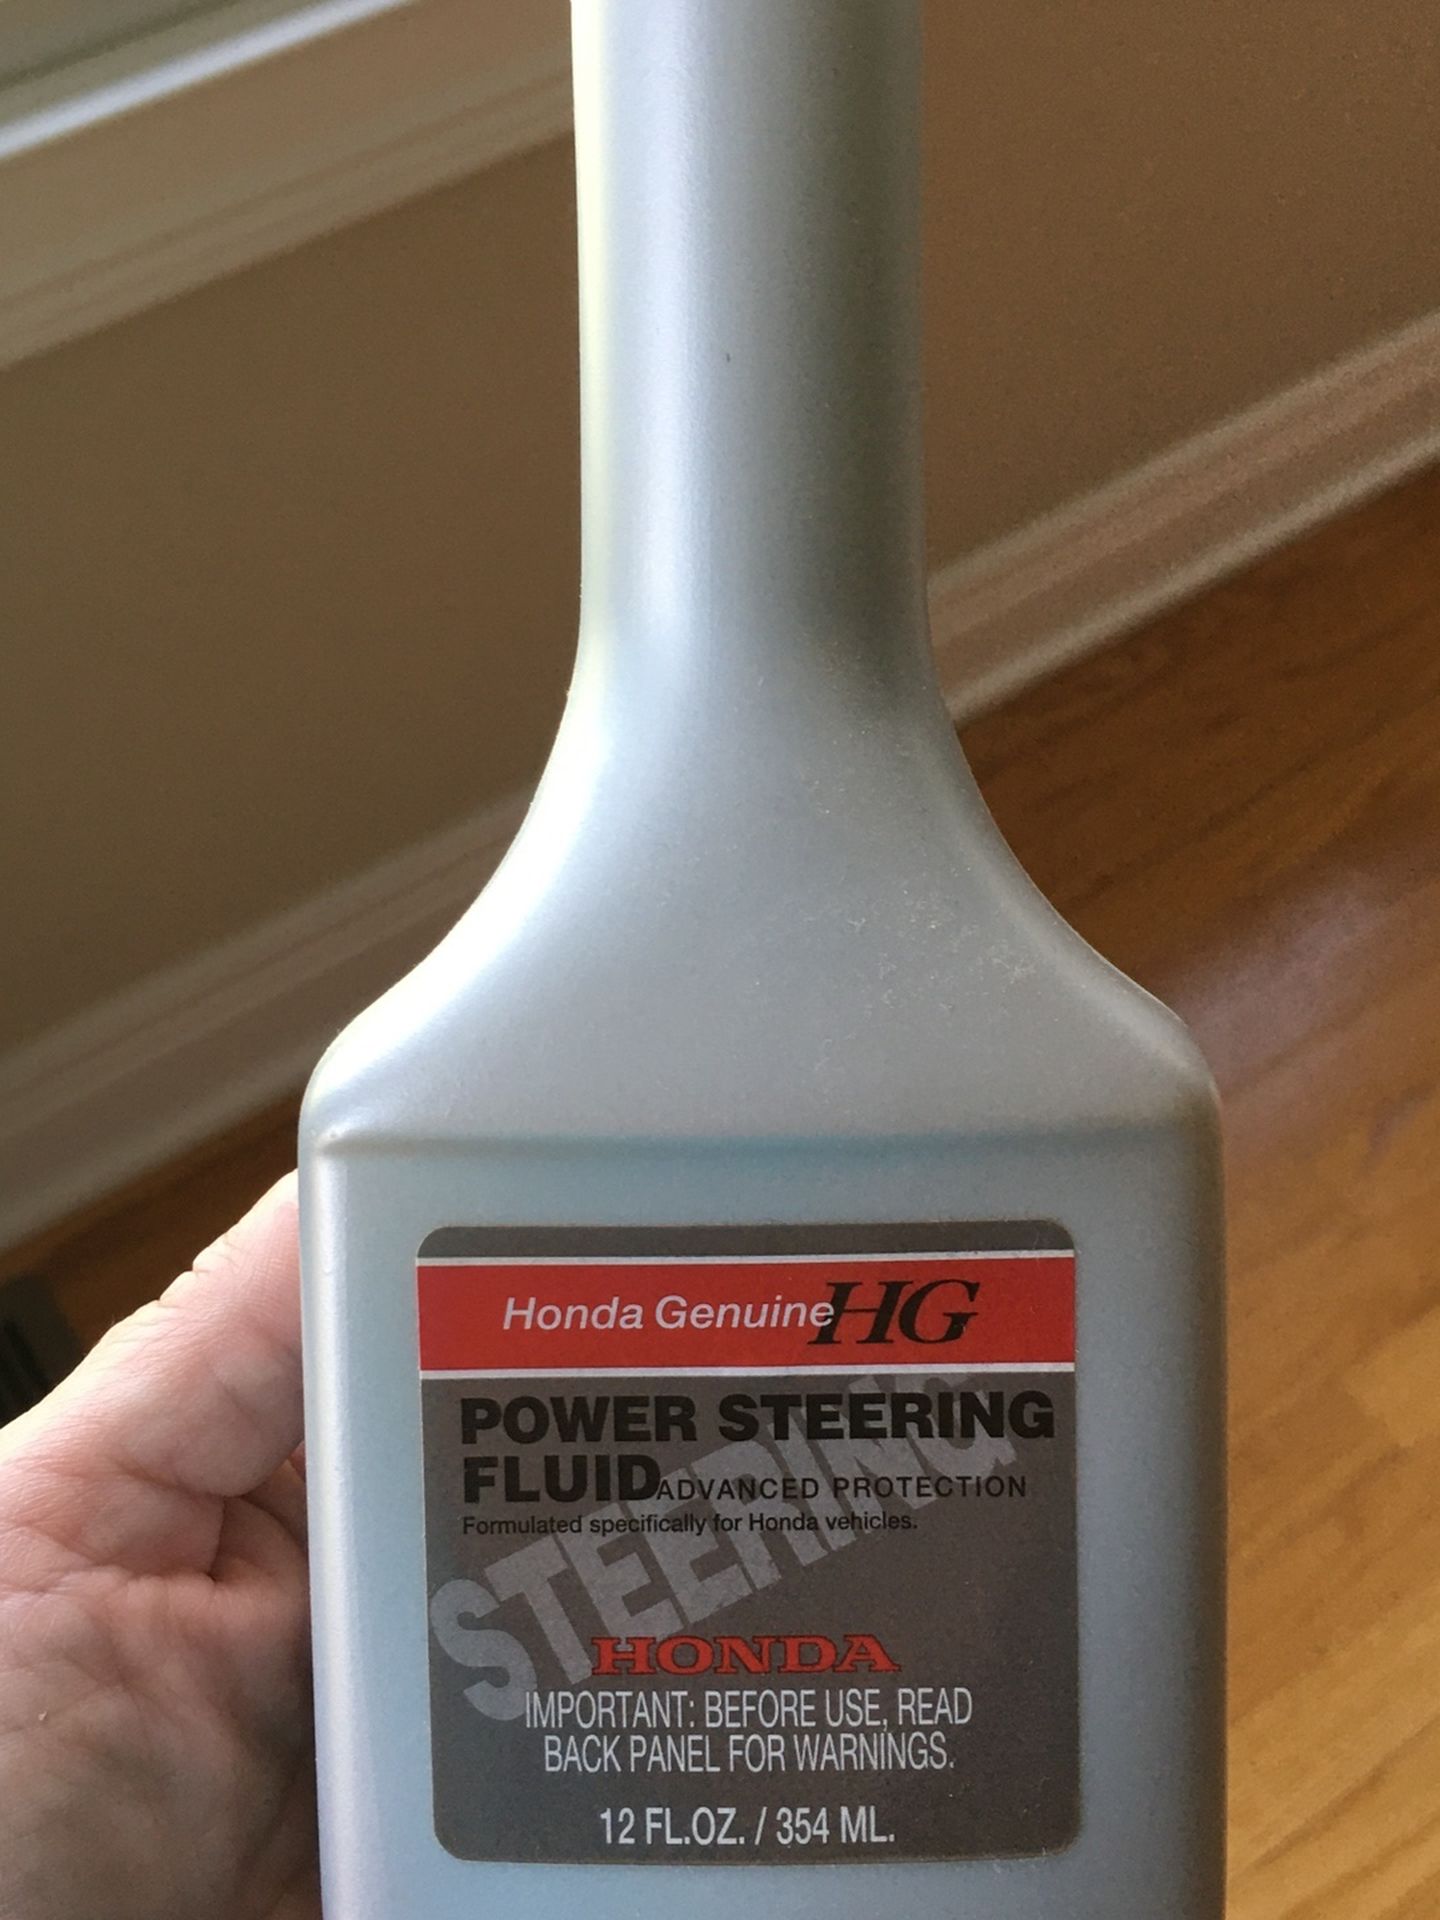 Honda Genuine HG
POWER STEERING
FLUID ADVANCED PROTECTION
Formulated specifically for Honda vehicles.
STEERING
HONDA
IMPORTANT: BEFORE USE, READ
BACK PANEL FOR WARNINGS.
12 FL.OZ. / 354 ML.